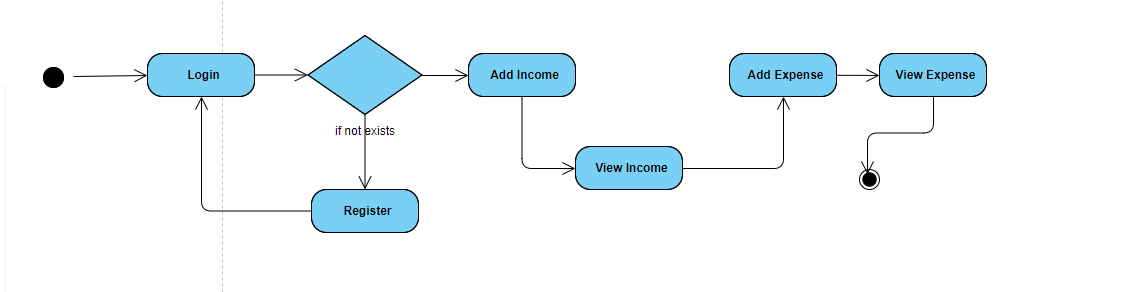 Login
Add Income
Add Expense
View Expense
if not exists
View Income
Register